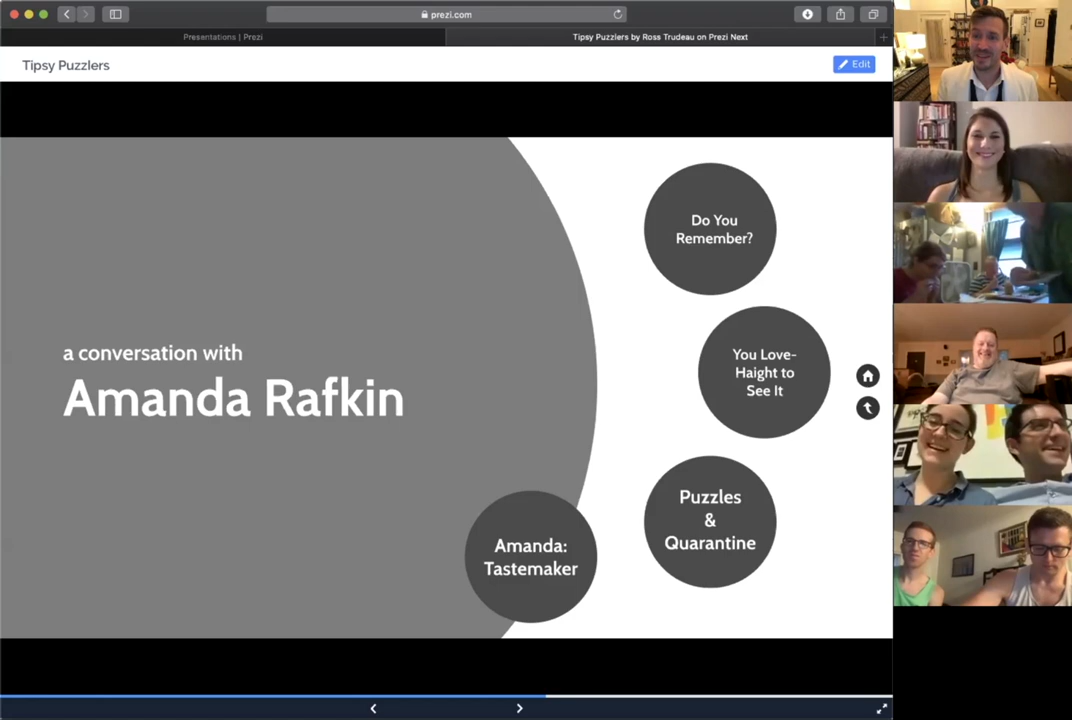 prezi.com
Presentations | Prezi
Tipsy Puzzlers by Ross Trudeau on Prezi Next
Tipsy Puzzlers
Edit
a conversation with
Amanda Rafkin
Do You
Remember?
You Love-
Haight to
See It
Puzzles
&
Quarantine
Amanda:
Tastemaker